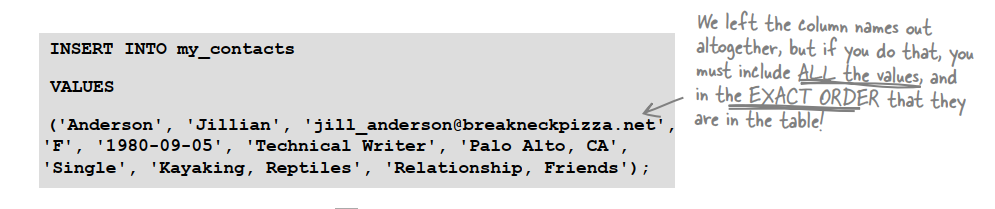 INSERT INTO my_contacts
VALUES
('Anderson', 'Jillian', 'jill_anderson@breakneckpizza.net',
'F', '1980-09-05', 'Technical Writer', 'Palo Alto, CA',
'Single', 'Kayaking, Reptiles', 'Relationship, Friends');
We left the column names out
altogether, but if you do that, you
must include ALL the values, and
in the EXACT ORDER that they
are in the table!